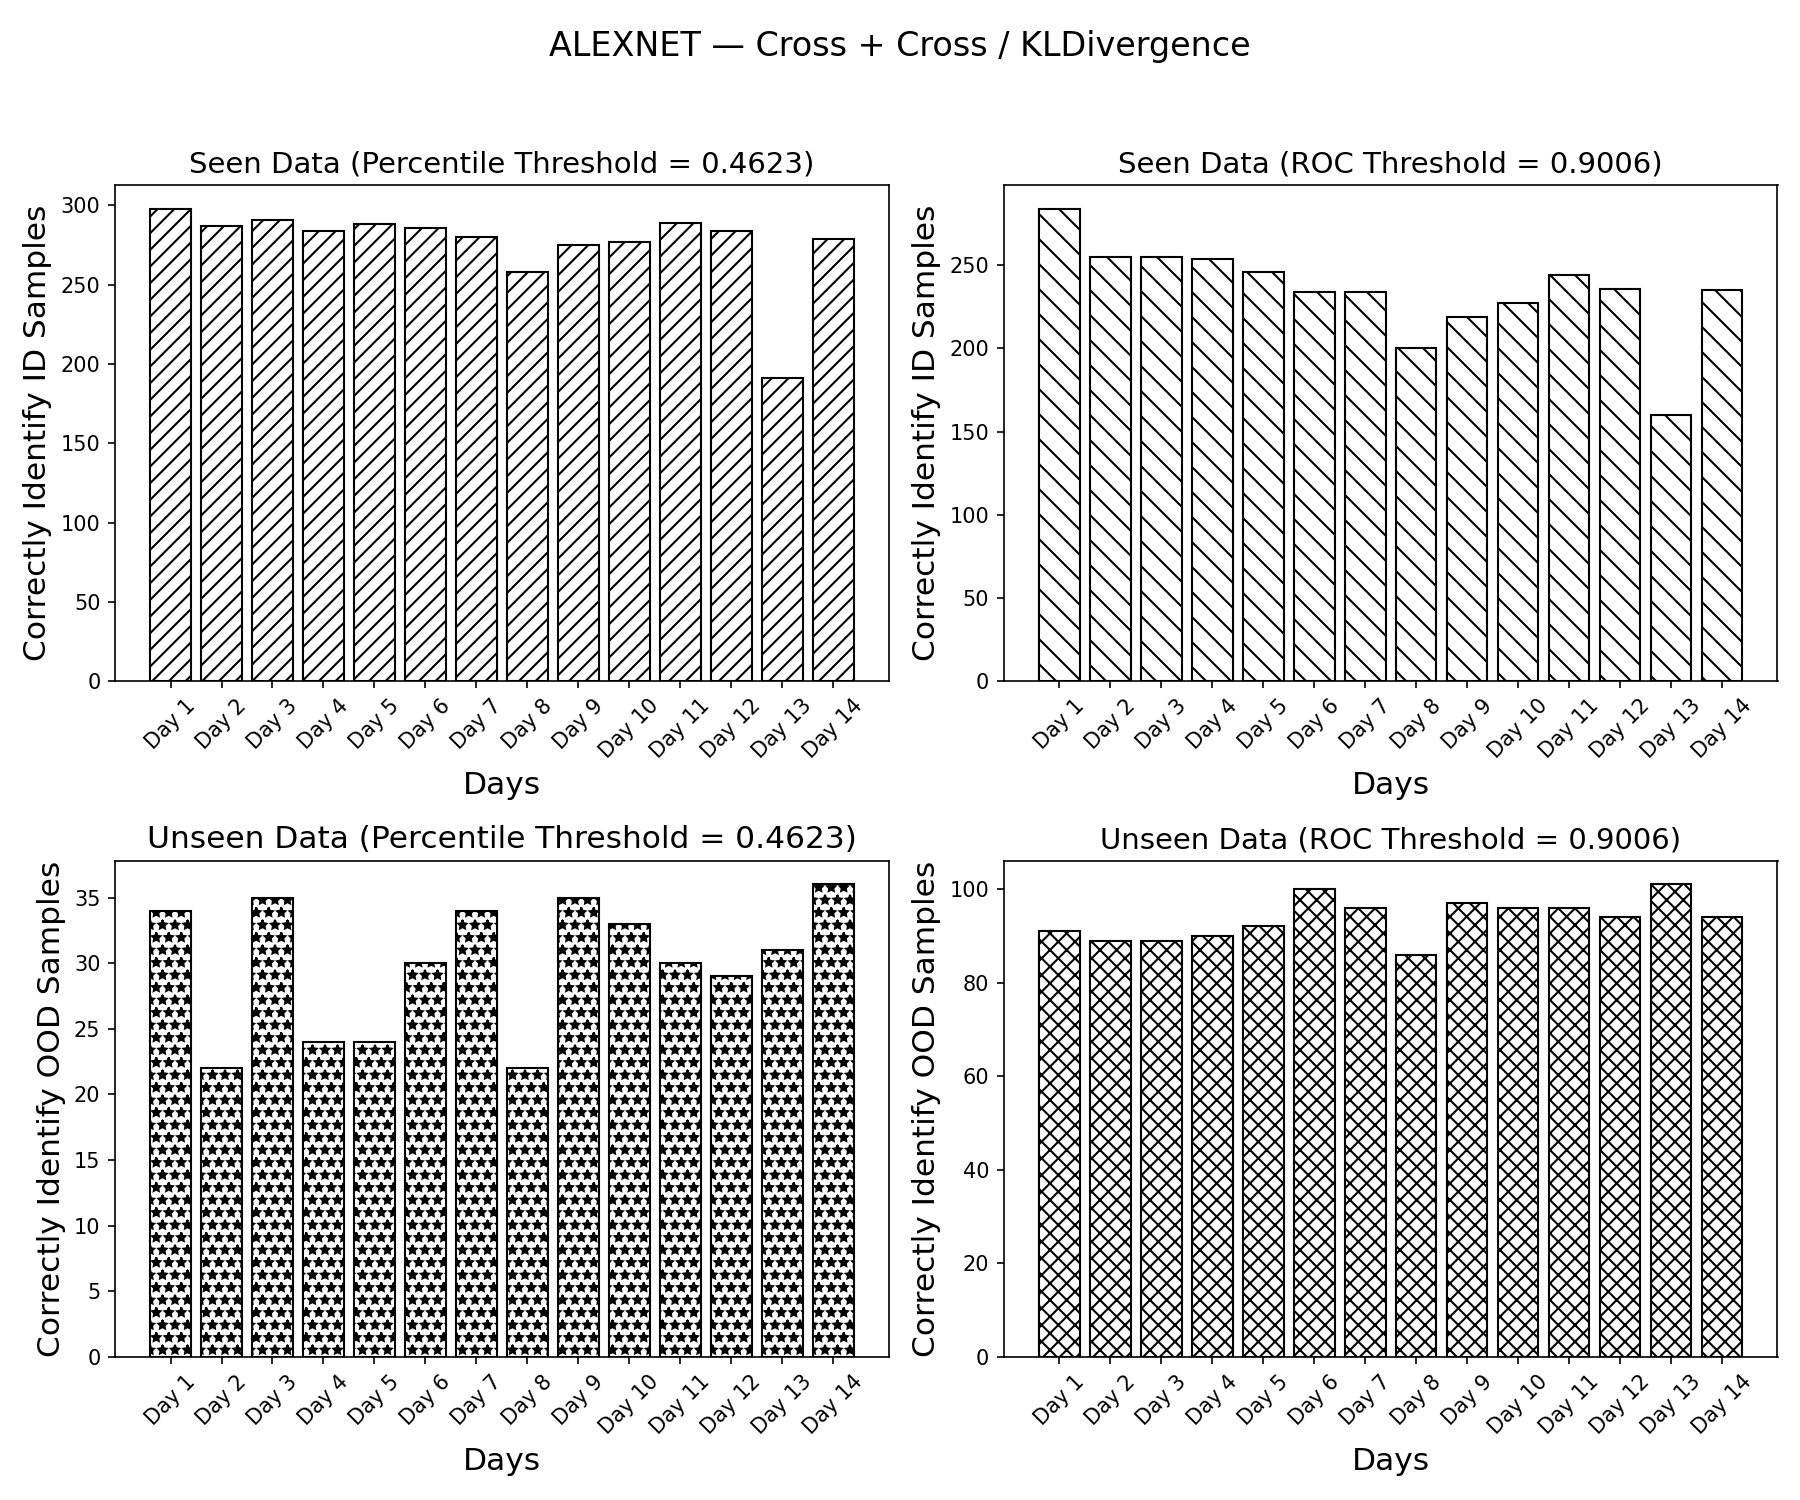 ALEXNET — Cross + Cross / KLDivergence
Seen Data (Percentile Threshold = 0.4623)
Correctly Identify ID Samples
300
250
200
150
100
50
0
Day 1
Day 2
Day 3
Day 4
Day 5
Day 6
Day 7
Day 8
Day 9
Day 10
Day 11
Day 12
Day 13
Day 14
Days
Seen Data (ROC Threshold = 0.9006)
Correctly Identify ID Samples
250
200
150
100
50
0
Day 1
Day 2
Day 3
Day 4
Day 5
Day 6
Day 7
Day 8
Day 9
Day 10
Day 11
Day 12
Day 13
Day 14
Days
Unseen Data (Percentile Threshold = 0.4623)
Correctly Identify OOD Samples
35
30
25
20
15
10
5
0
Day 1
Day 2
Day 3
Day 4
Day 5
Day 6
Day 7
Day 8
Day 9
Day 10
Day 11
Day 12
Day 13
Day 14
Days
Unseen Data (ROC Threshold = 0.9006)
Correctly Identify OOD Samples
100
80
60
40
20
0
Day 1
Day 2
Day 3
Day 4
Day 5
Day 6
Day 7
Day 8
Day 9
Day 10
Day 11
Day 12
Day 13
Day 14
Days